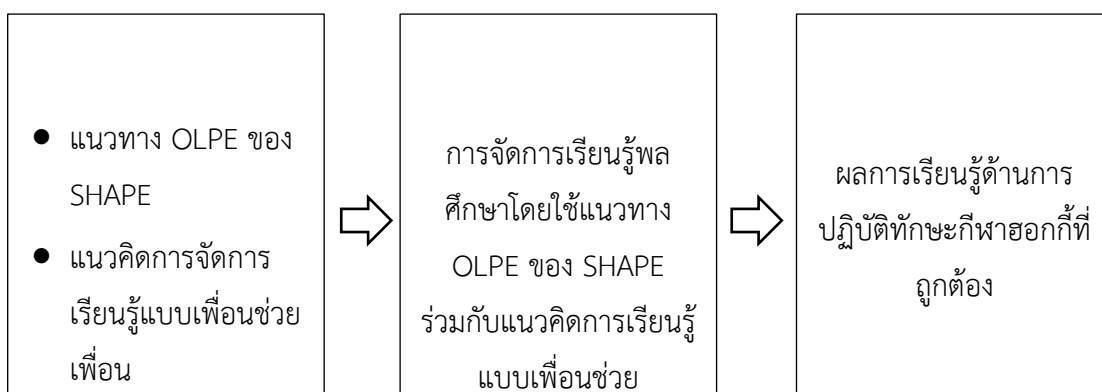 ● แนวทาง OLPE ของ
SHAPE
● แนวคิดการจัดการ
เรียนรู้แบบเพื่อนช่วย
เพื่อน
การจัดการเรียนรู้พล
ศึกษาโดยใช้แนวทาง
OLPE ของ SHAPE
ร่วมกับแนวคิดการเรียนรู้
แบบเพื่อนช่วย
ผลการเรียนรู้ด้านการ
ปฏิบัติทักษะกีฬาฮอกกี้ที่
ถูกต้อง